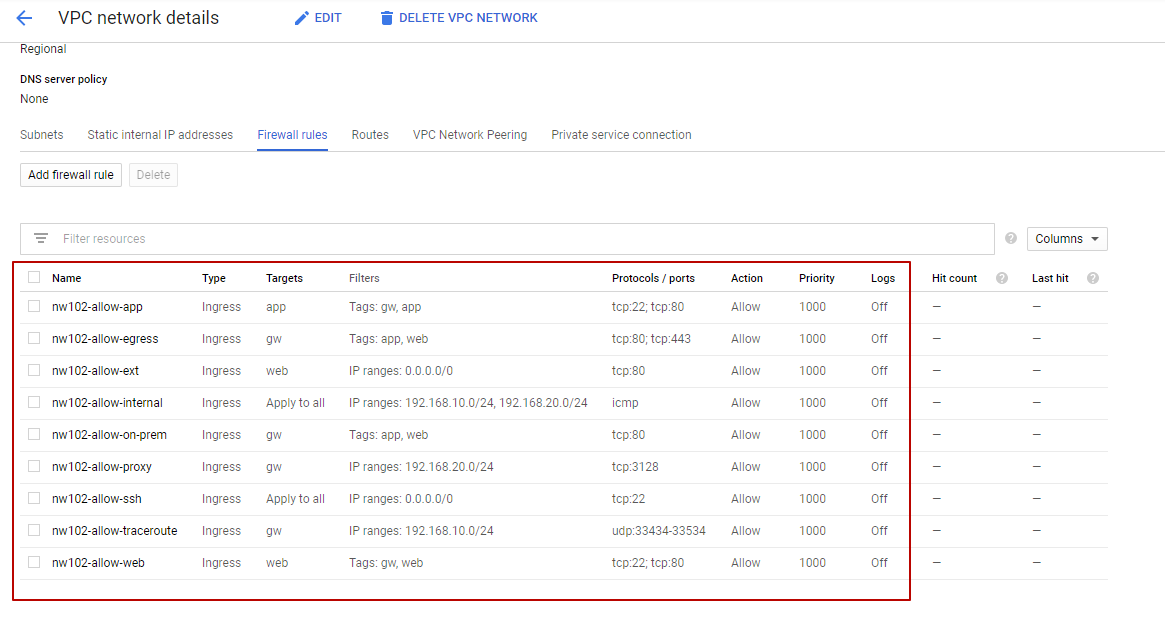 VPC network details EDIT DELETE VPC NETWORK
Regional
DNS server policy
None
Subnets Static internal IP addresses Firewall rules Routes VPC Network Peering Private service connection
Add firewall rule Delete
Filter resources ? Columns
Name Type Targets Filters Protocols / ports Action Priority Logs Hit count ? Last hit ?
nw102-allow-app Ingress app Tags: gw, app tcp:22; tcp:80 Allow 1000 Off — —
nw102-allow-egress Ingress gw Tags: app, web tcp:80; tcp:443 Allow 1000 Off — —
nw102-allow-ext Ingress web IP ranges: 0.0.0.0/0 tcp:80 Allow 1000 Off — —
nw102-allow-internal Ingress Apply to all IP ranges: 192.168.10.0/24, 192.168.20.0/24 icmp Allow 1000 Off — —
nw102-allow-on-prem Ingress gw Tags: app, web tcp:80 Allow 1000 Off — —
nw102-allow-proxy Ingress gw IP ranges: 192.168.20.0/24 tcp:3128 Allow 1000 Off — —
nw102-allow-ssh Ingress Apply to all IP ranges: 0.0.0.0/0 tcp:22 Allow 1000 Off — —
nw102-allow-traceroute Ingress gw IP ranges: 192.168.10.0/24 udp:33434-33534 Allow 1000 Off — —
nw102-allow-web Ingress web Tags: gw, web tcp:22; tcp:80 Allow 1000 Off — —